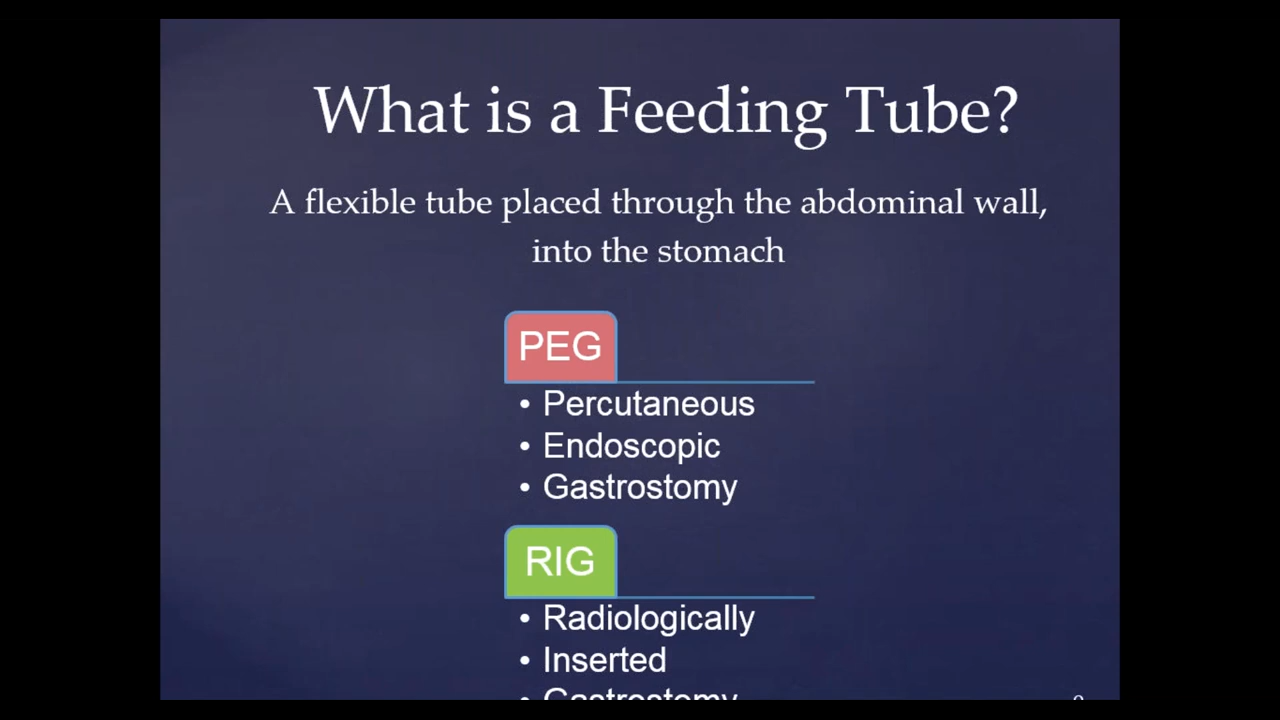 What is a Feeding Tube?
A flexible tube placed through the abdominal wall,
into the stomach
PEG
• Percutaneous
• Endoscopic
• Gastrostomy
RIG
• Radiologically
• Inserted
• Gastrostomy